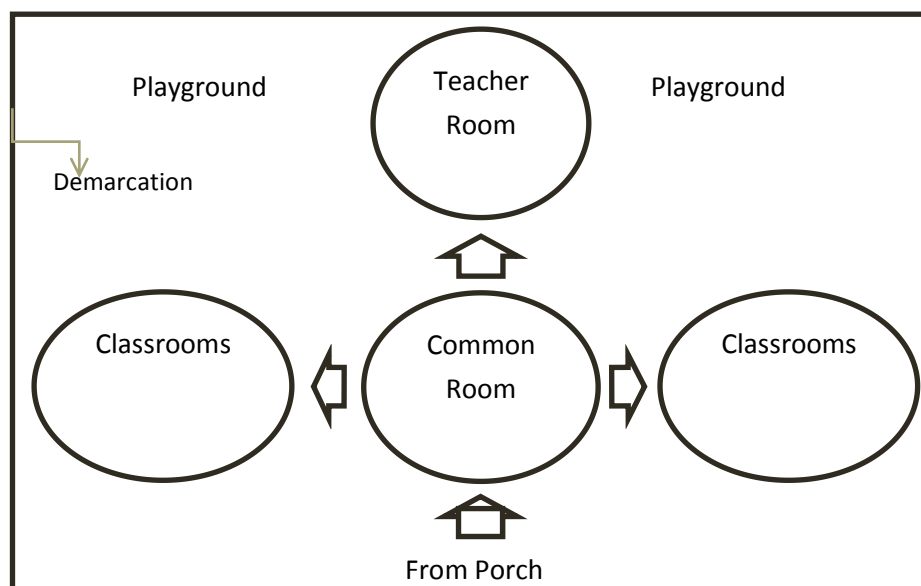 Playground
Teacher
Room
Playground
Demarcation
Classrooms
Common
Room
Classrooms
From Porch